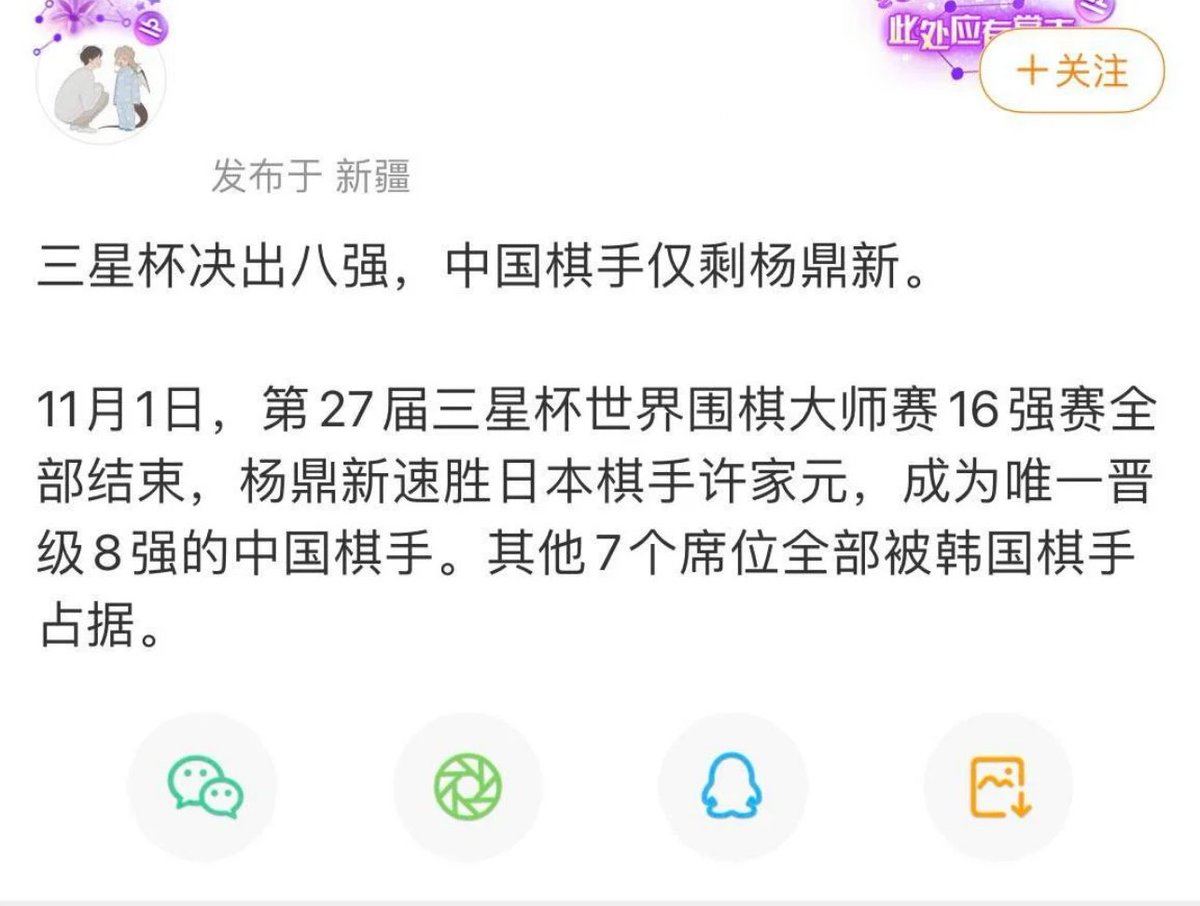 此处应有掌声
＋关注
发布于 新疆
三星杯决出八强，中国棋手仅剩杨鼎新。
11月1日，第27届三星杯世界围棋大师赛16强赛全
部结束，杨鼎新速胜日本棋手许家元，成为唯一晋
级8强的中国棋手。其他7个席位全部被韩国棋手
占据。